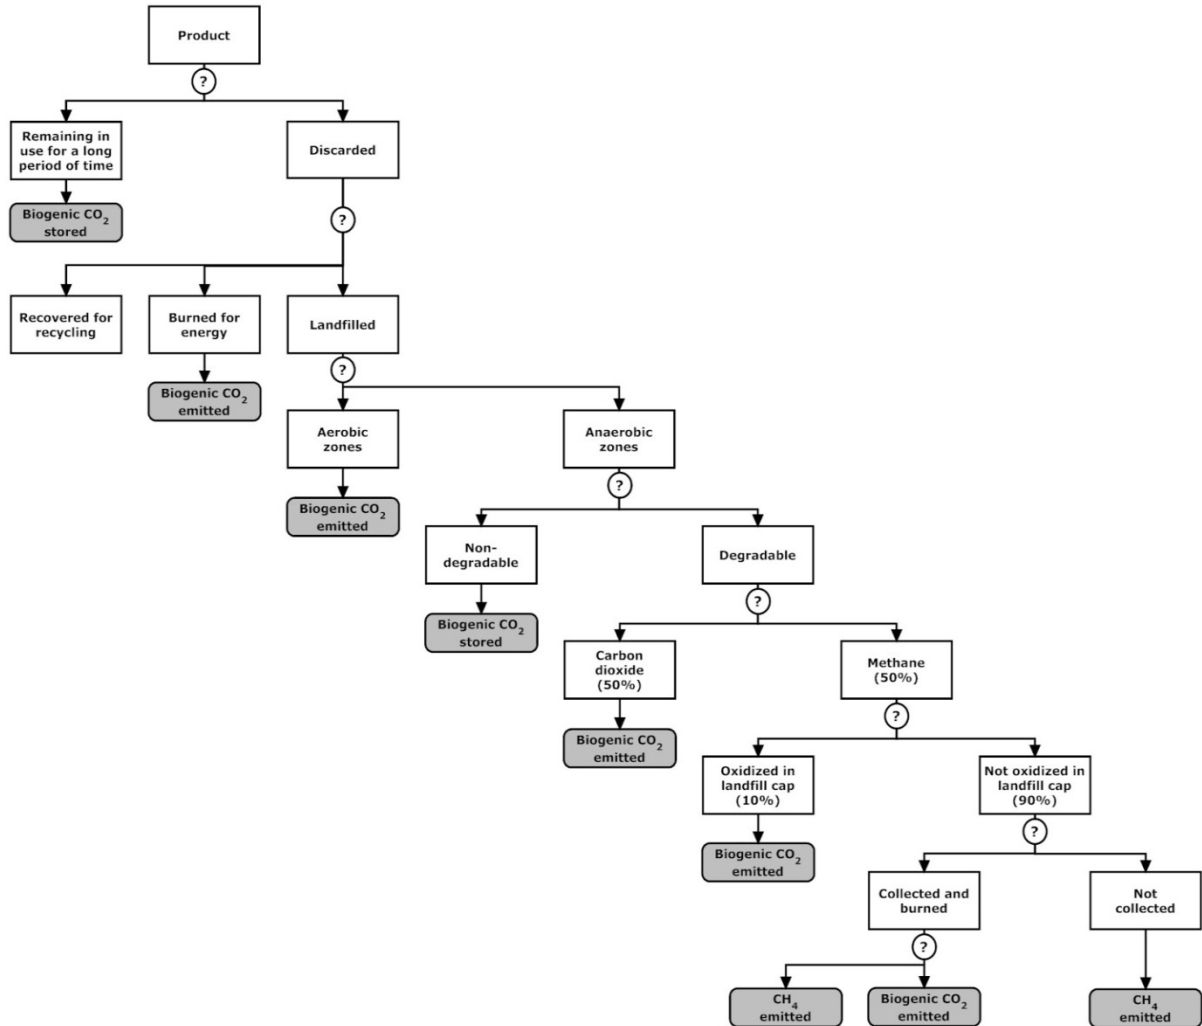 Product
?
Remaining in
use for a long
period of time
Discarded
Biogenic CO₂
stored
?
Recovered for
recycling
Burned for
energy
Landfilled
?
Biogenic CO₂
emitted
Aerobic
zones
Anaerobic
zones
?
Biogenic CO₂
emitted
Non-
degradable
Degradable
?
Biogenic CO₂
stored
Carbon
dioxide
(50%)
Methane
(50%)
?
Biogenic CO₂
emitted
Oxidized in
landfill cap
(10%)
Not oxidized in
landfill cap
(90%)
?
Biogenic CO₂
emitted
Collected and
burned
Not
collected
?
CH₄
emitted
Biogenic CO₂
emitted
CH₄
emitted